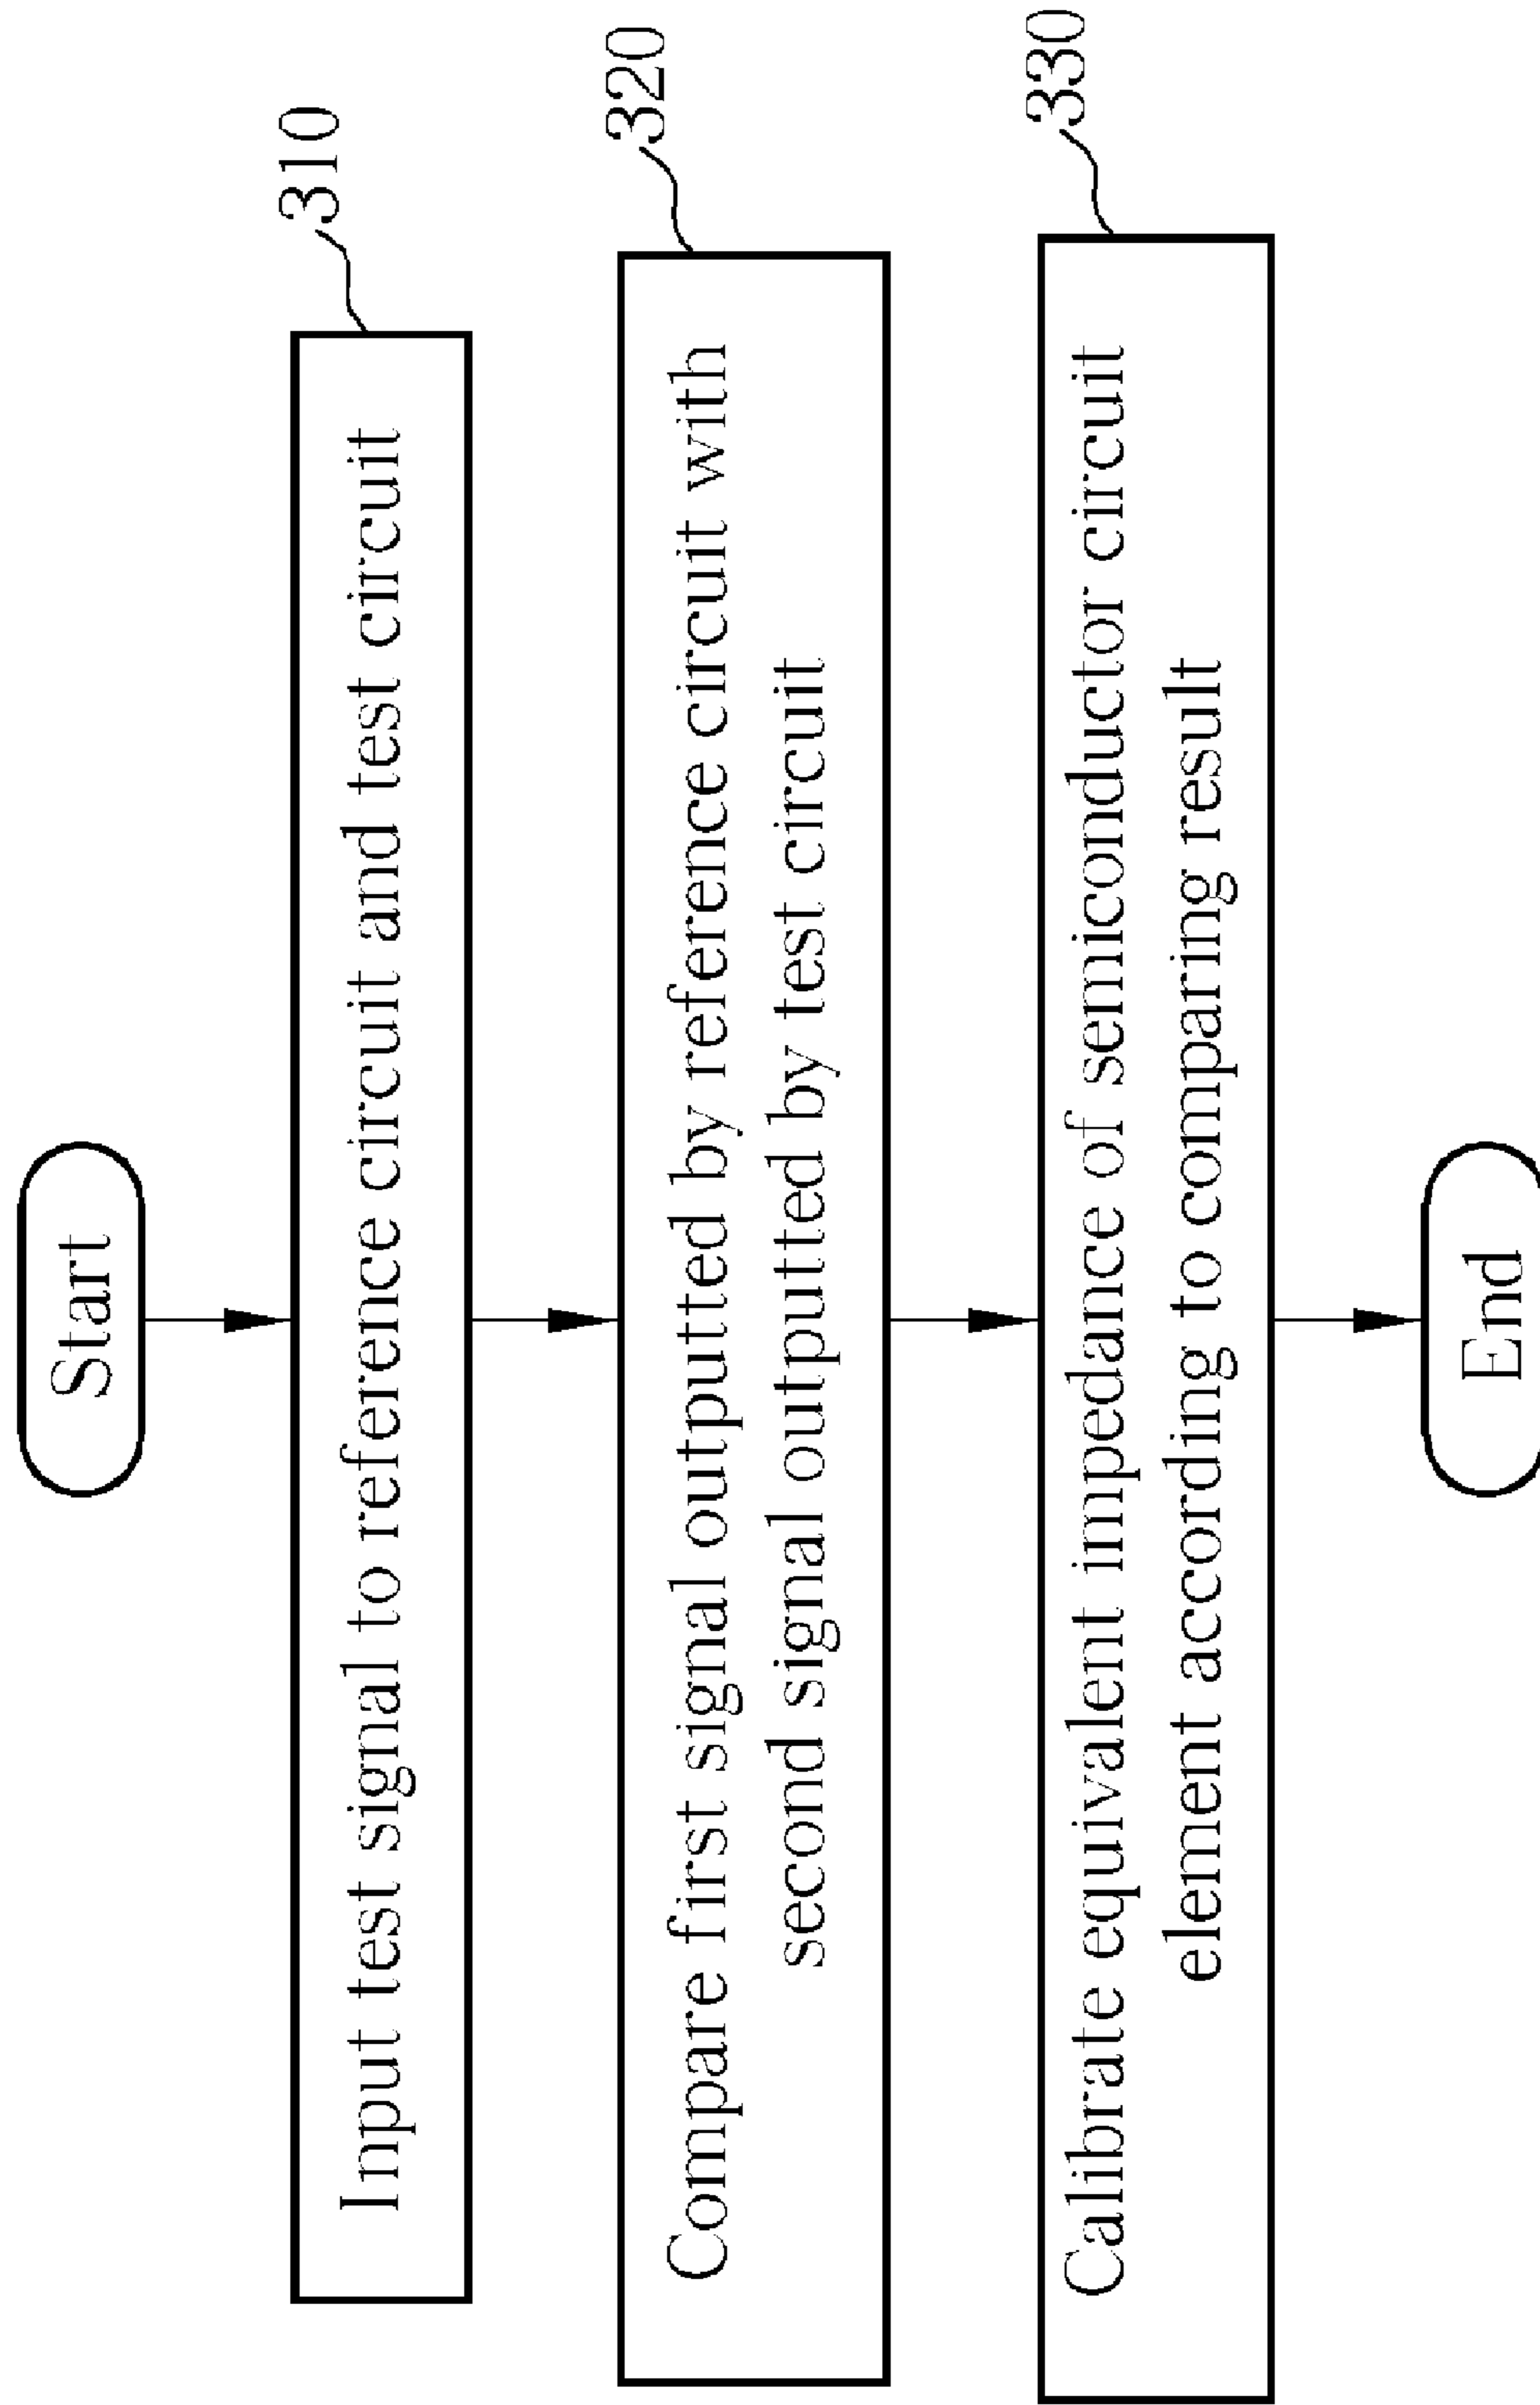 Start
310
Input test signal to reference circuit and test circuit
320
Compare first signal outputted by reference circuit with
second signal outputted by test circuit
330
Calibrate equivalent impedance of semiconductor circuit
element according to comparing result
End